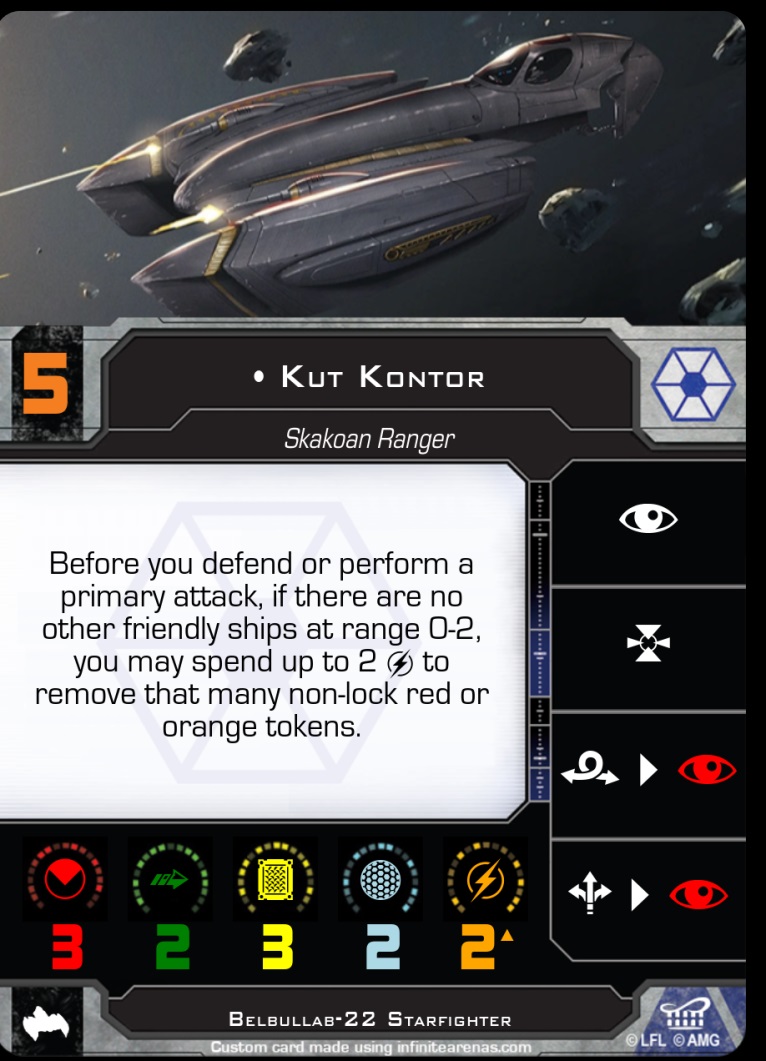 5
• Kut Kontor
Skakoan Ranger
Before you defend or perform a
primary attack, if there are no
other friendly ships at range 0-2,
you may spend up to 2 to
remove that many non-lock red or
orange tokens.
3 2 3 2 2
Belbullab-22 Starfighter
© LFL © AMG
Custom card made using infinitearenas.com